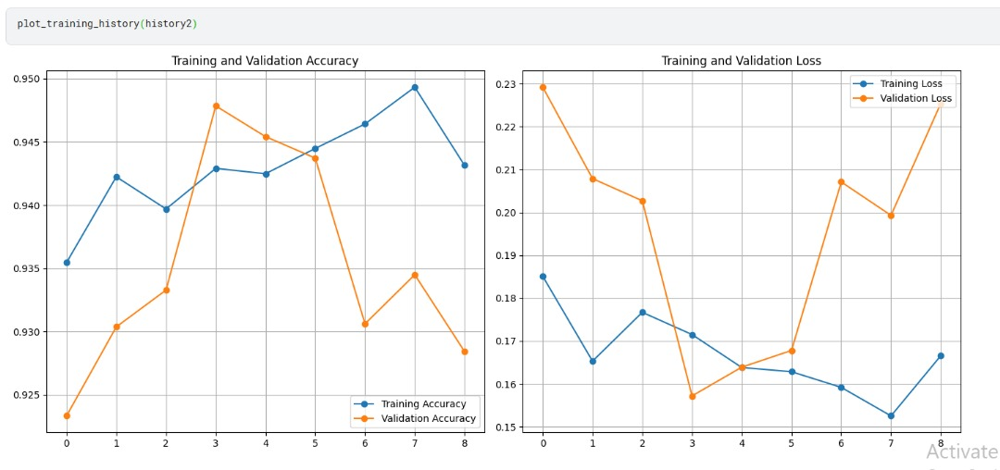 plot_training_history(history2)
Training and Validation Accuracy
0.950
0.945
0.940
0.935
0.930
0.925
Training Accuracy
Validation Accuracy
0 1 2 3 4 5 6 7 8
Training and Validation Loss
0.23
0.22
0.21
0.20
0.19
0.18
0.17
0.16
0.15
Training Loss
Validation Loss
0 1 2 3 4 5 6 7 8
Activate